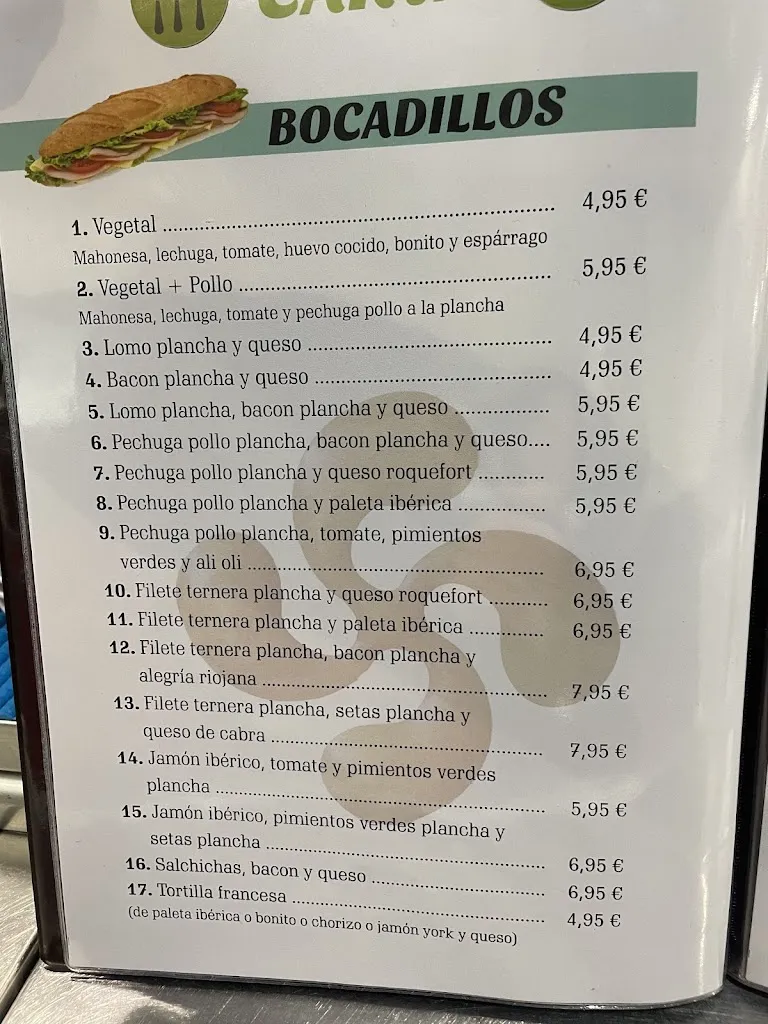 BOCADILLOS
1. Vegetal ........ 4,95 €
Mahonesa, lechuga, tomate, huevo cocido, bonito y espárrago
2. Vegetal + Pollo ........ 5,95 €
Mahonesa, lechuga, tomate y pechuga pollo a la plancha
3. Lomo plancha y queso ........ 4,95 €
4. Bacon plancha y queso ........ 4,95 €
5. Lomo plancha, bacon plancha y queso ........ 5,95 €
6. Pechuga pollo plancha, bacon plancha y queso.... 5,95 €
7. Pechuga pollo plancha y queso roquefort ........ 5,95 €
8. Pechuga pollo plancha y paleta ibérica ........ 5,95 €
9. Pechuga pollo plancha, tomate, pimientos
verdes y ali oli ........ 6,95 €
10. Filete ternera plancha y queso roquefort ........ 6,95 €
11. Filete ternera plancha y paleta ibérica ........ 6,95 €
12. Filete ternera plancha, bacon plancha y
alegría riojana ........ 7,95 €
13. Filete ternera plancha, setas plancha y
queso de cabra ........ 7,95 €
14. Jamón ibérico, tomate y pimientos verdes
plancha ........ 5,95 €
15. Jamón ibérico, pimientos verdes plancha y
setas plancha ........ 6,95 €
16. Salchichas, bacon y queso ........ 6,95 €
17. Tortilla francesa ........ 4,95 €
(de paleta ibérica o bonito o chorizo o jamón york y queso)